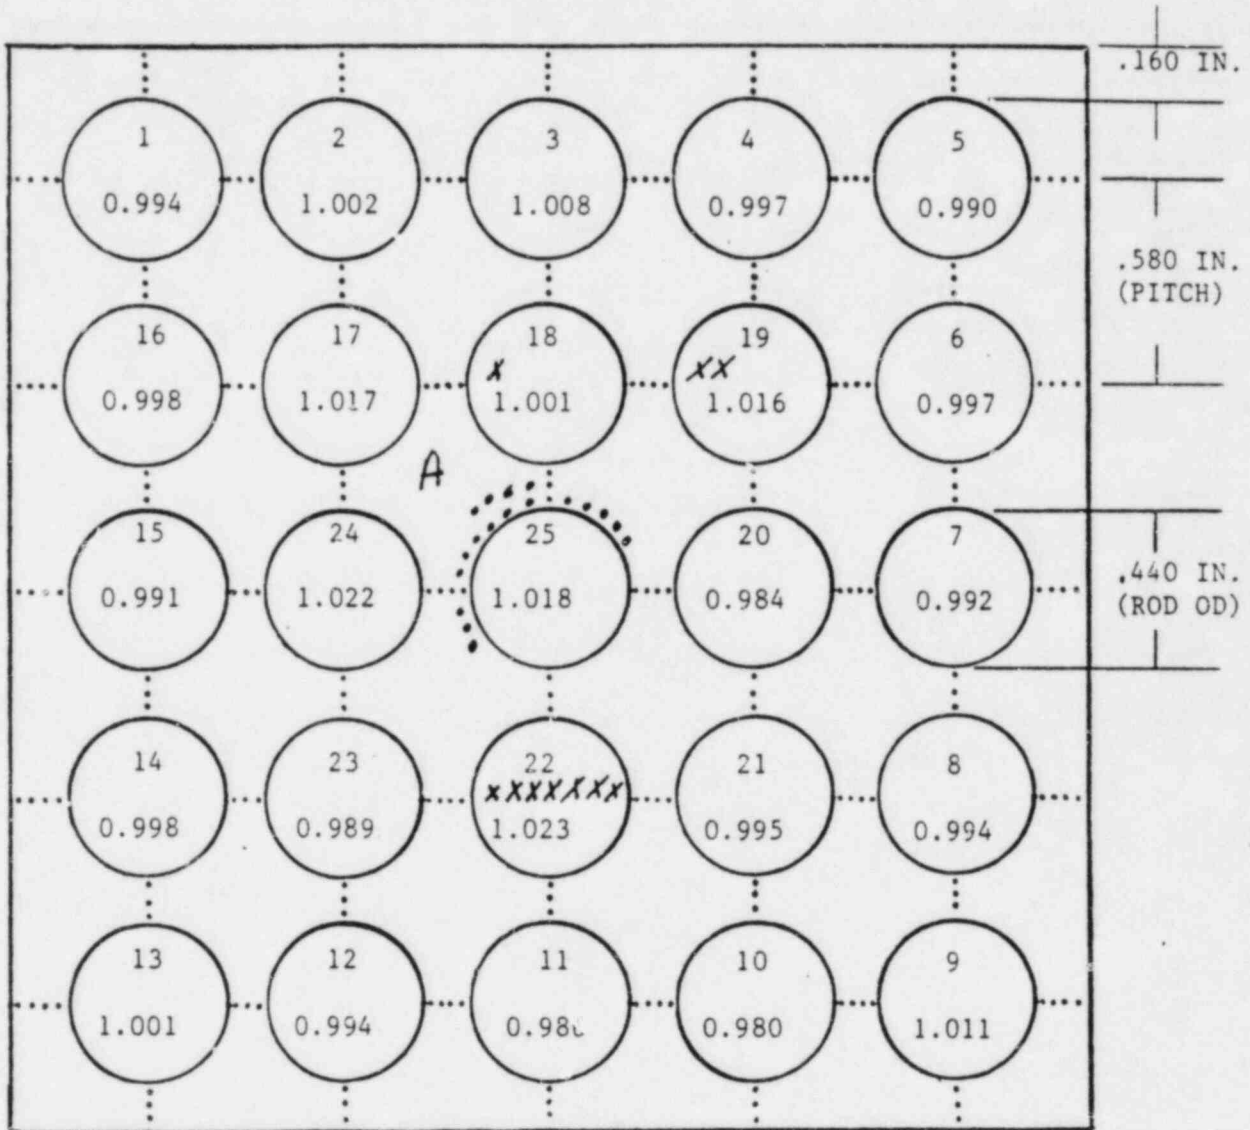 .160 IN.
1 2 3 4 5
0.994 1.002 1.008 0.997 0.990
.580 IN.
(PITCH)
16 17 18 19 6
X XX
0.998 1.017 1.001 1.016 0.997
A
15 24 25 20 7
0.991 1.022 1.018 0.984 0.992
.440 IN.
(ROD OD)
14 23 22 21 8
XXXXXXX
0.998 0.989 1.023 0.995 0.994
13 12 11 10 9
1.001 0.994 0.980 1.011